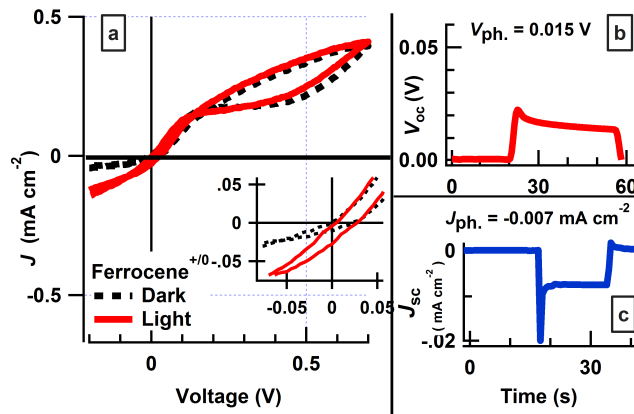 0.5
a
0
-0.5
J (mA cm-2)
0
0.5
Voltage (V)
Ferrocene +/0
Dark
Light
.05
0
-.05
-0.05
0
0.05
Vph. = 0.015 V
b
0.05
0.00
Voc (V)
0
30
60
Jph. = -0.007 mA cm-2
0
-.02
Jsc (mA cm-2)
c
0
30
Time (s)